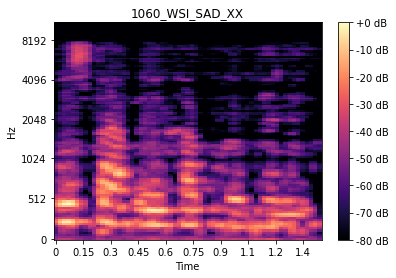 1060_WSI_SAD_XX
Hz
8192
4096
2048
1024
512
0
0 0.15 0.3 0.45 0.6 0.75 0.9 1.1 1.2 1.4
Time
+0 dB
-10 dB
-20 dB
-30 dB
-40 dB
-50 dB
-60 dB
-70 dB
-80 dB